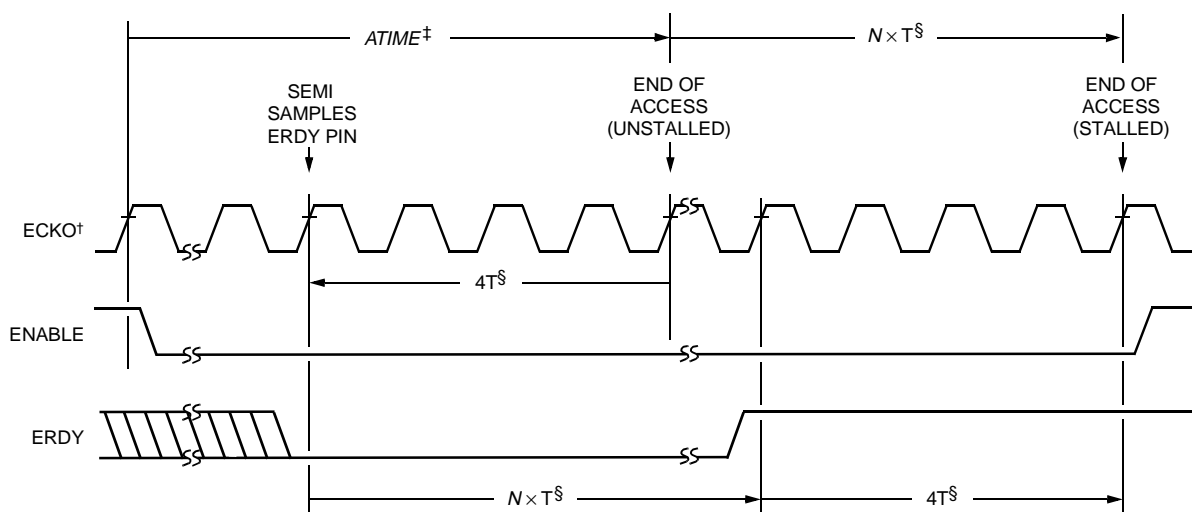 ATIME‡
N × T§
SEMI
SAMPLES
ERDY PIN
END OF
ACCESS
(UNSTALLED)
END OF
ACCESS
(STALLED)
ECKO†
4T§
ENABLE
ERDY
N × T§
4T§